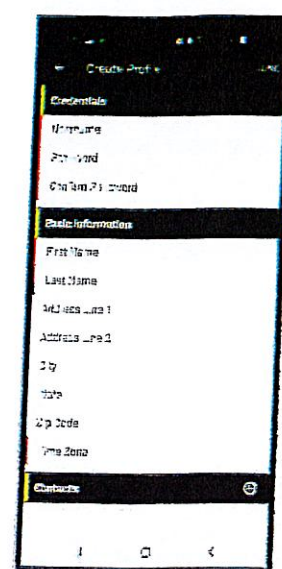 Create Profile
Credentials
Username
Password
Confirm Password
Basic Information
First Name
Last Name
Address Line 1
Address Line 2
City
State
Zip Code
Time Zone
Contacts